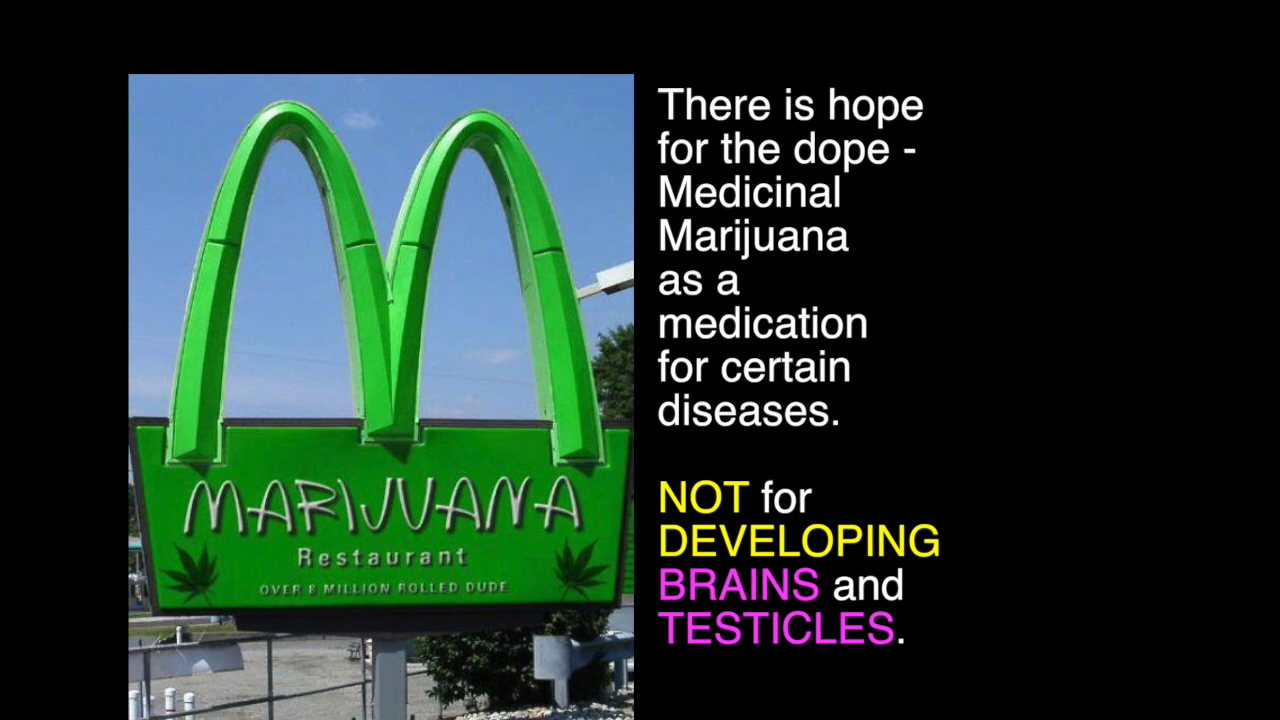 MARIJUANA
Restaurant
OVER 8 MILLION ROLLED DUDE
There is hope
for the dope -
Medicinal
Marijuana
as a
medication
for certain
diseases.
NOT for
DEVELOPING
BRAINS and
TESTICLES.